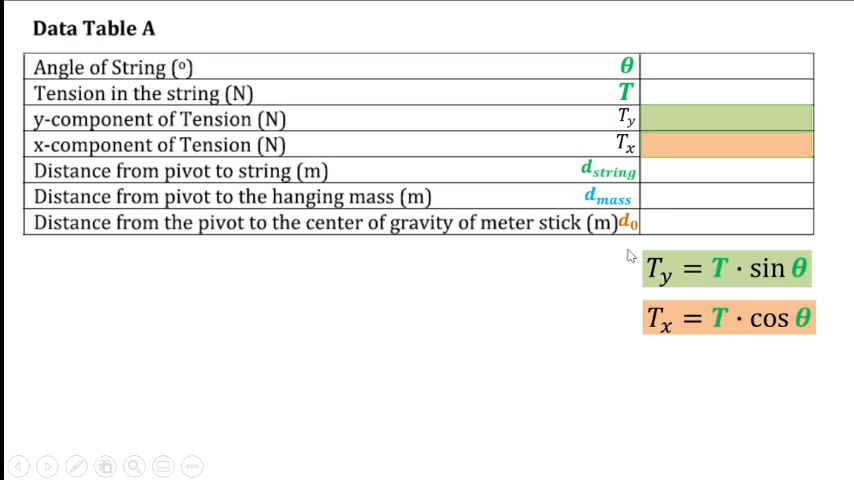 Data Table A
Angle of String (º) θ
Tension in the string (N) T
y-component of Tension (N) Ty
x-component of Tension (N) Tx
Distance from pivot to string (m) dstring
Distance from pivot to the hanging mass (m) dmass
Distance from the pivot to the center of gravity of meter stick (m) d0
Ty = T · sin θ
Tx = T · cos θ